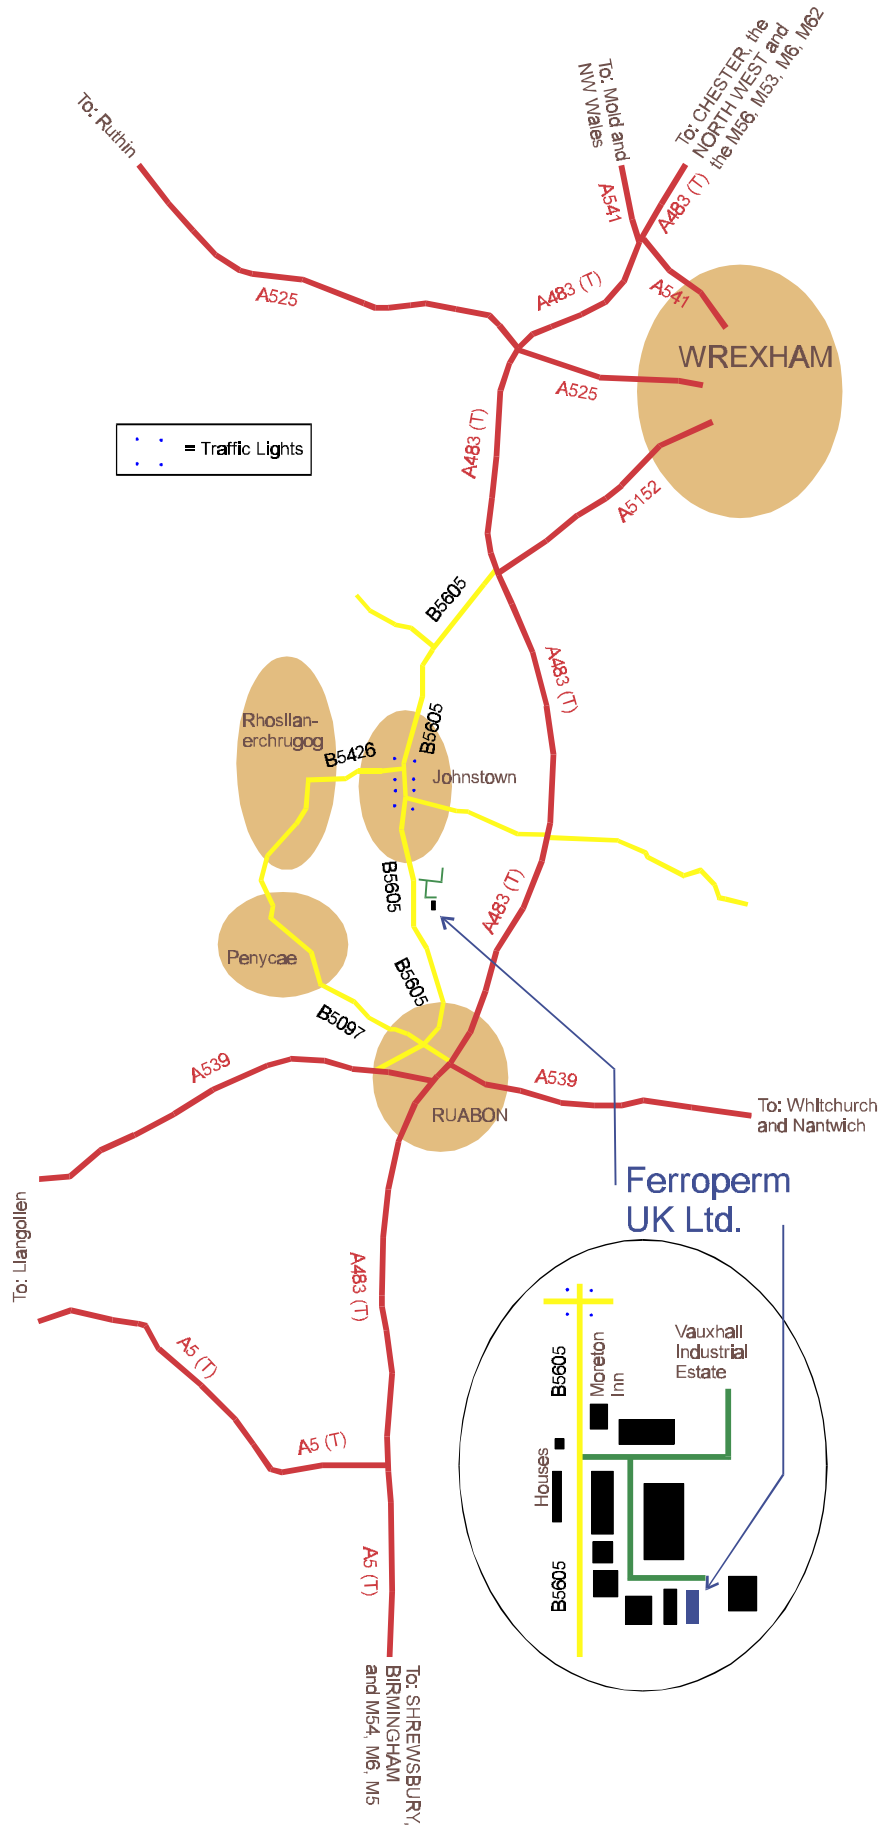 To: CHESTER, the
NORTH WEST and
the M56, M53, M6, M62
To: Mold and
NW Wales
To: Ruthin
A541
A483 (T)
A483 (T)
A541
A525
WREXHAM
A525
A483 (T)
= Traffic Lights
A5152
B5605
A483 (T)
Rhosllan-
erchrugog
B5605
B5426
Johnstown
B5605
A483 (T)
Penycae
B5605
B5097
A539
A539
RUABON
To: Whitchurch
and Nantwich
To: Llangollen
Ferroperm
UK Ltd.
A483 (T)
A5 (T)
A5 (T)
A5 (T)
Vauxhall
Industrial
Estate
B5605
Moreton
Inn
Houses
B5605
To: SHREWSBURY,
BIRMINGHAM
and M54, M6, M5